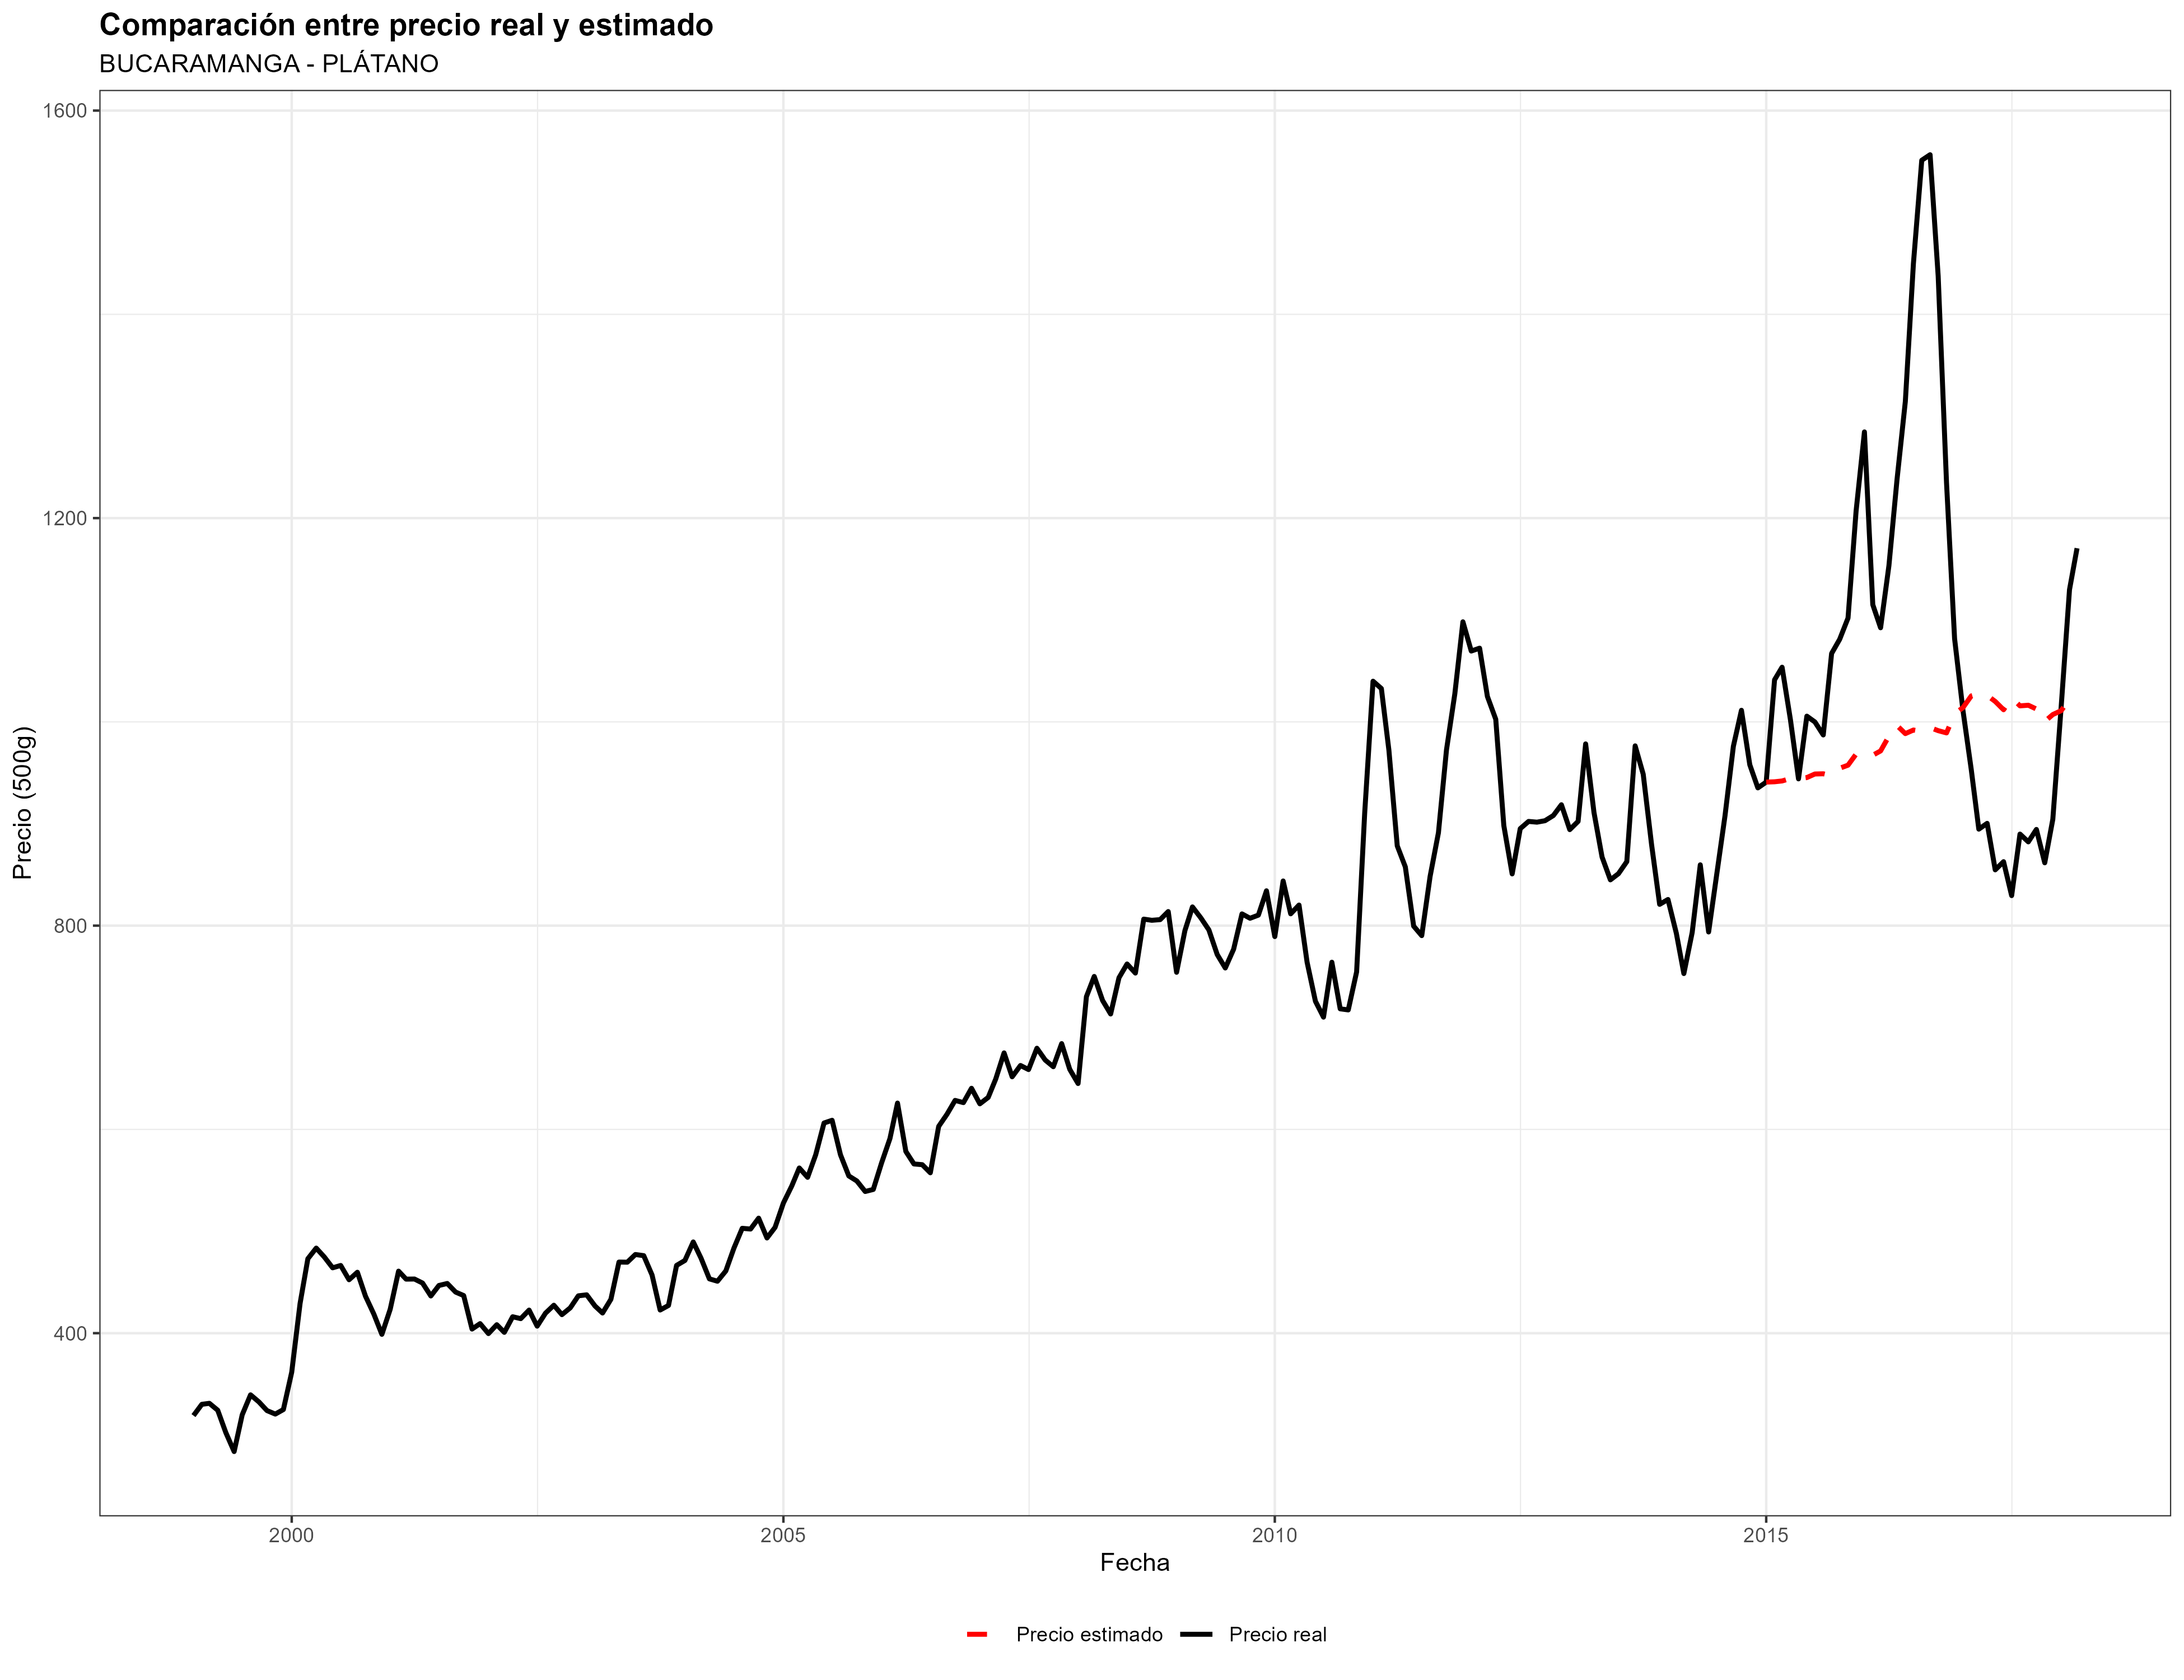 Comparación entre precio real y estimado
BUCARAMANGA - PLÁTANO
1600
1200
800
400
Precio (500g)
2000
2005
2010
2015
Fecha
Precio estimado
Precio real